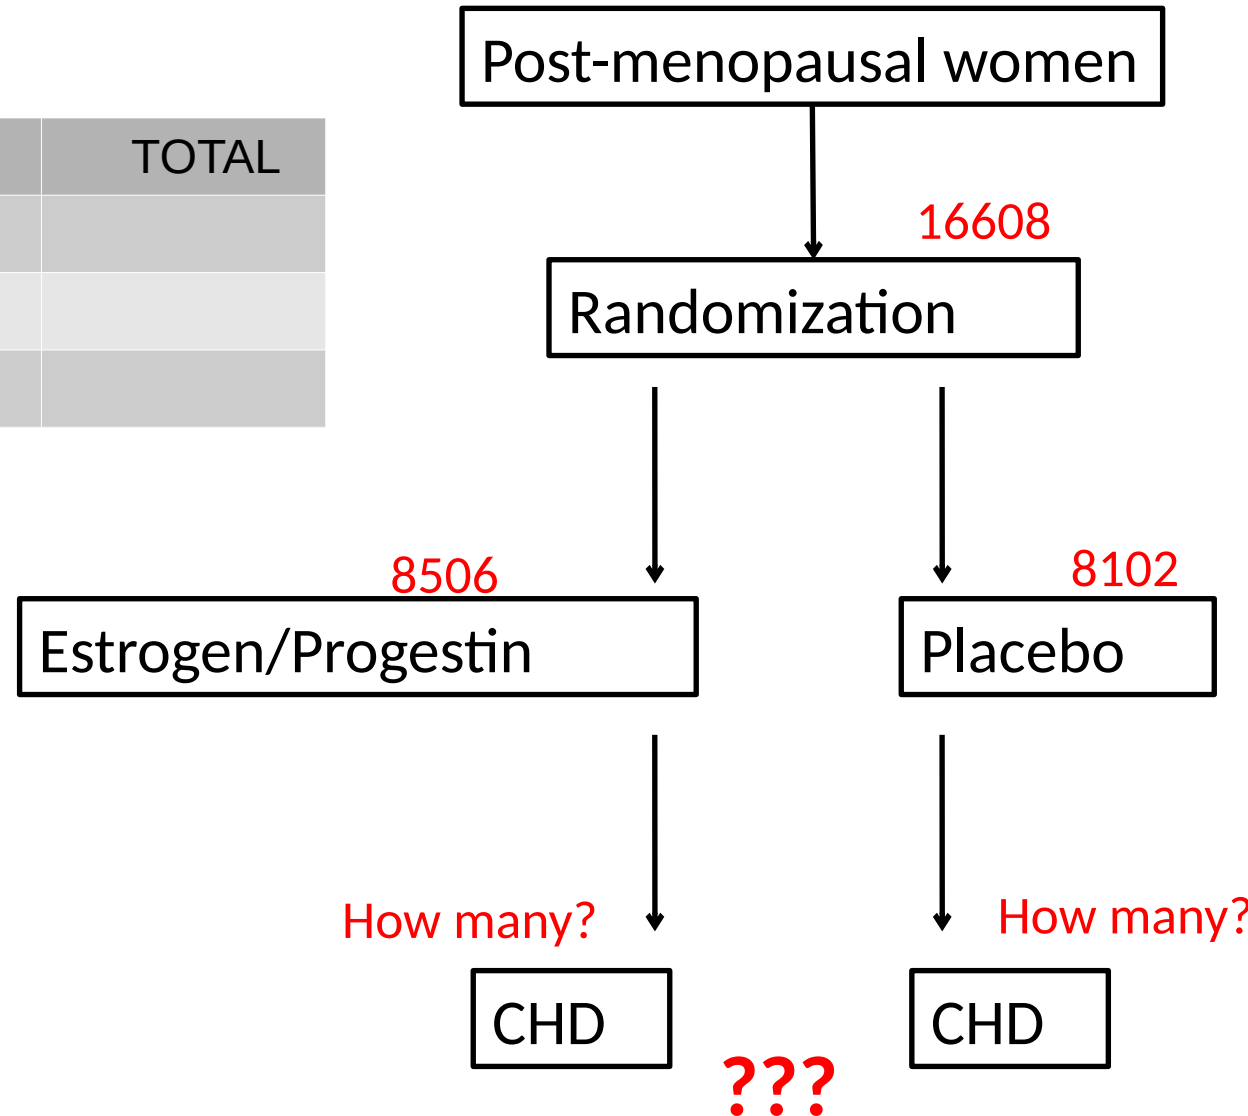 Post-menopausal women
TOTAL
16608
Randomization
8506
8102
Estrogen/Progestin
Placebo
How many?
How many?
CHD
CHD
???